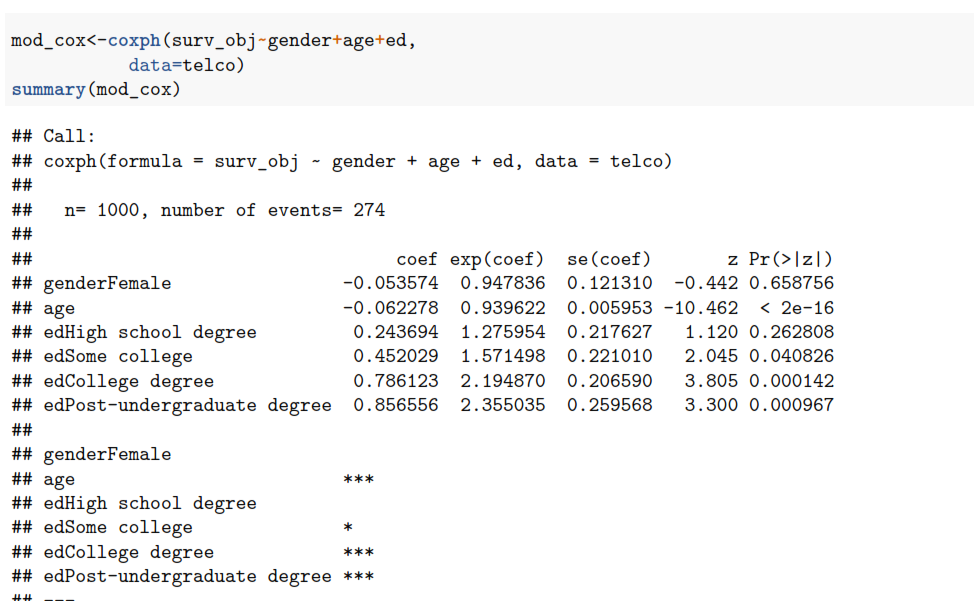 mod_cox<-coxph(surv_obj~gender+age+ed,
data=telco)
summary(mod_cox)
## Call:
## coxph(formula = surv_obj ~ gender + age + ed, data = telco)
##
##   n= 1000, number of events= 274
##
##                                 coef exp(coef)  se(coef)       z Pr(>|z|)
## genderFemale               -0.053574  0.947836  0.121310  -0.442 0.658756
## age                        -0.062278  0.939622  0.005953 -10.462  < 2e-16
## edHigh school degree        0.243694  1.275954  0.217627   1.120 0.262808
## edSome college              0.452029  1.571498  0.221010   2.045 0.040826
## edCollege degree            0.786123  2.194870  0.206590   3.805 0.000142
## edPost-undergraduate degree  0.856556  2.355035  0.259568   3.300 0.000967
##
## genderFemale
## age                         ***
## edHigh school degree
## edSome college              *
## edCollege degree            ***
## edPost-undergraduate degree ***
## ---